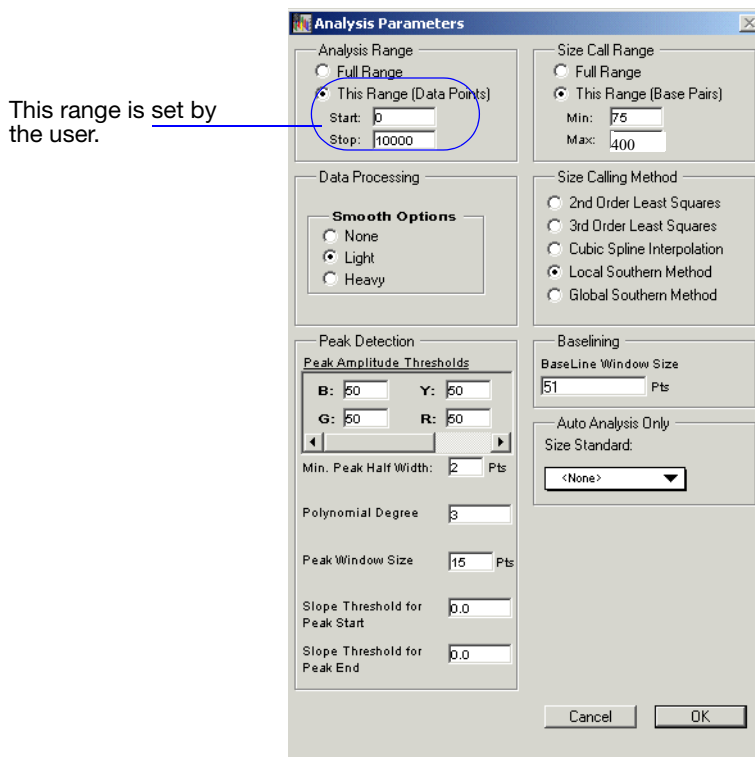 Analysis Parameters
This range is set by
the user.
Analysis Range
Full Range
This Range (Data Points)
Start: 0
Stop: 10000
Size Call Range
Full Range
This Range (Base Pairs)
Min: 75
Max: 400
Data Processing
Smooth Options
None
Light
Heavy
Size Calling Method
2nd Order Least Squares
3rd Order Least Squares
Cubic Spline Interpolation
Local Southern Method
Global Southern Method
Peak Detection
Peak Amplitude Thresholds
B: 50 Y: 50
G: 50 R: 50
Min. Peak Half Width: 2 Pts
Polynomial Degree 3
Peak Window Size 15 Pts
Slope Threshold for
Peak Start 0.0
Slope Threshold for
Peak End 0.0
Baselining
BaseLine Window Size
51 Pts
Auto Analysis Only
Size Standard:
<None>
Cancel OK